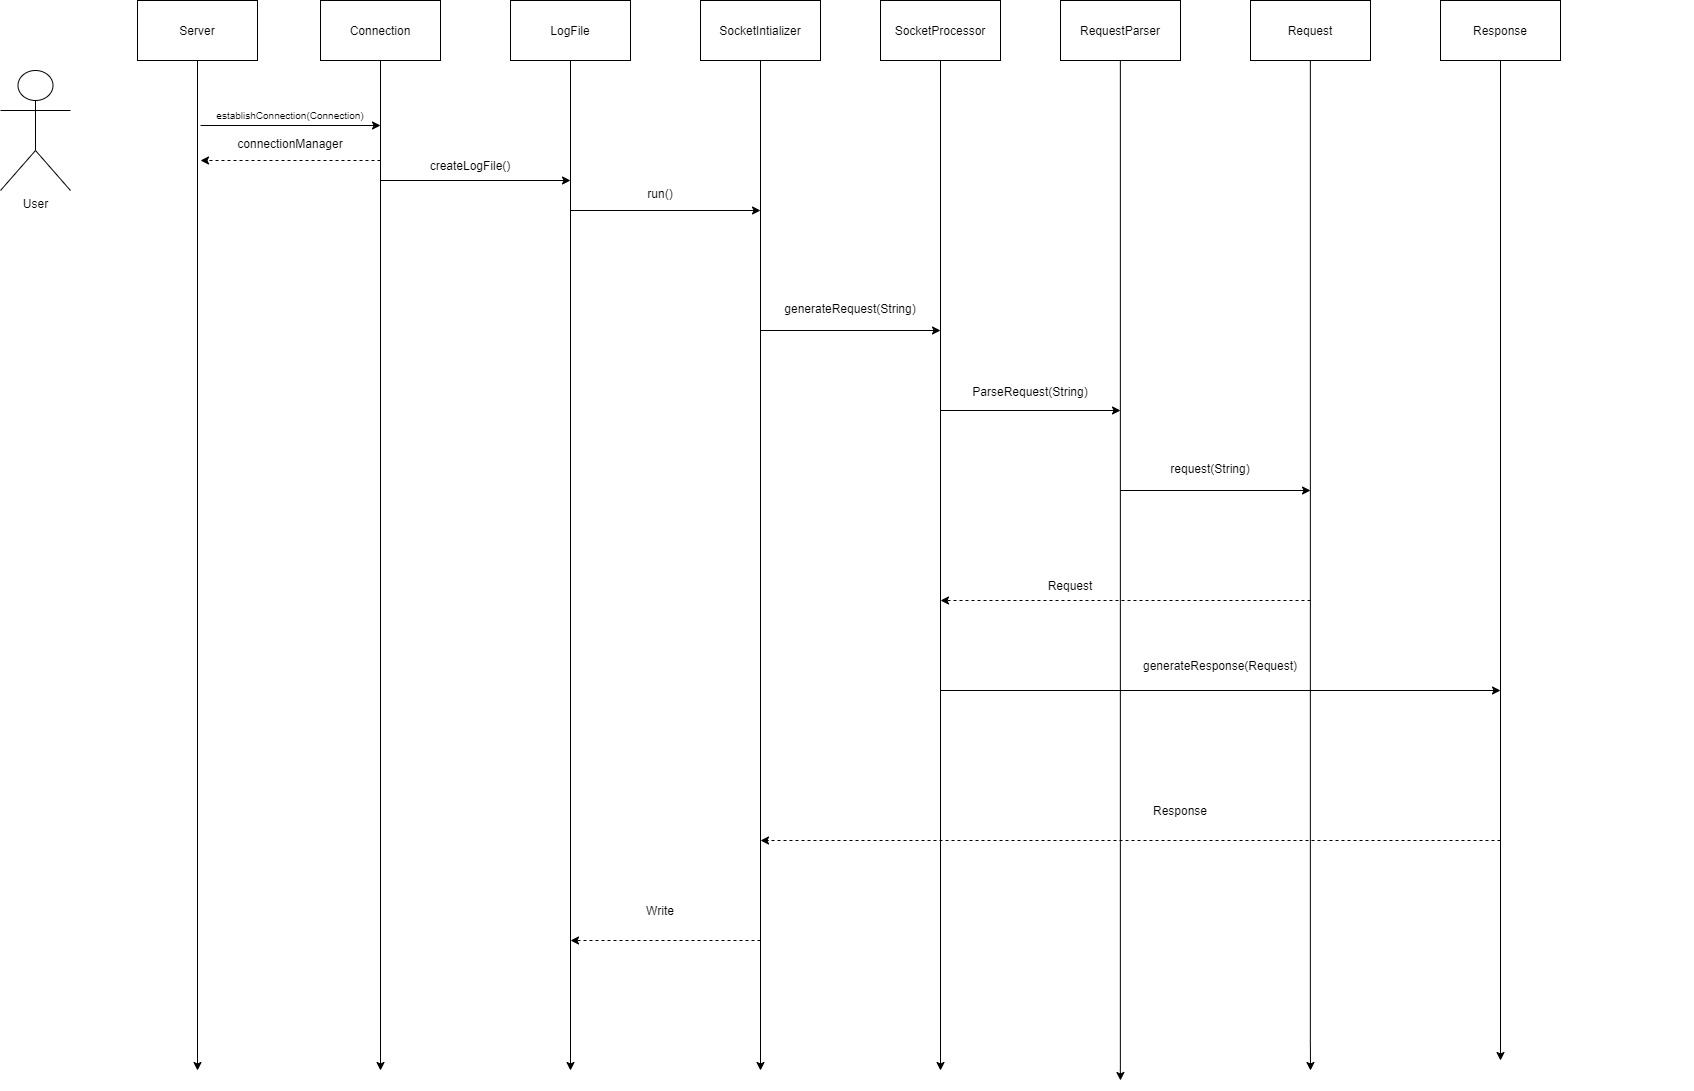 Server
Connection
LogFile
SocketIntializer
SocketProcessor
RequestParser
Request
Response
establishConnection(Connection)
connectionManager
createLogFile()
run()
User
generateRequest(String)
ParseRequest(String)
request(String)
Request
generateResponse(Request)
Response
Write